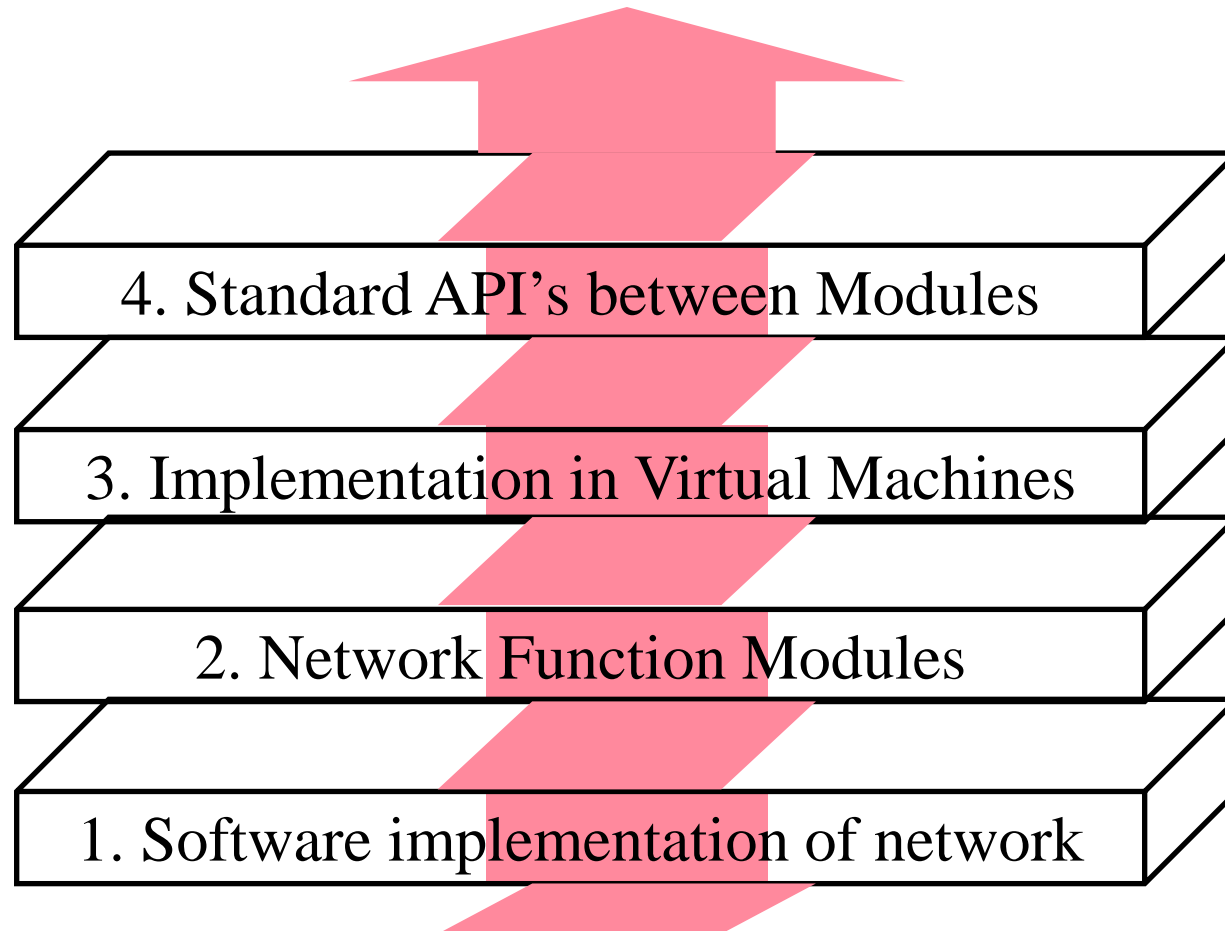 4. Standard API’s between Modules
3. Implementation in Virtual Machines
2. Network Function Modules
1. Software implementation of network